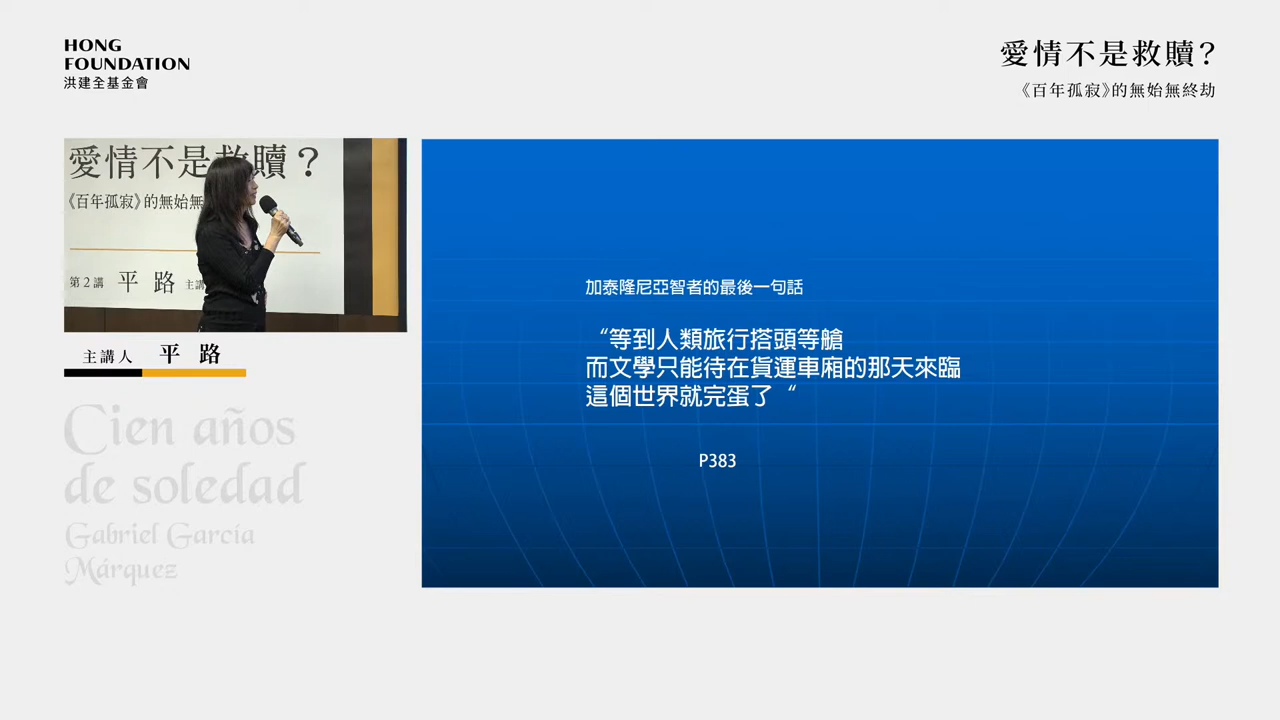 HONG
FOUNDATION
洪建全基金會
愛情不是救贖？
《百年孤寂》的無始無終劫
愛情不是救贖？
《百年孤寂》的無始無
第2講 平 路 主講
主講人 平 路
Cien años
de soledad
Gabriel García
Márquez
加泰隆尼亞智者的最後一句話
“等到人類旅行搭頭等艙
而文學只能待在貨運車廂的那天來臨
這個世界就完蛋了“
P383